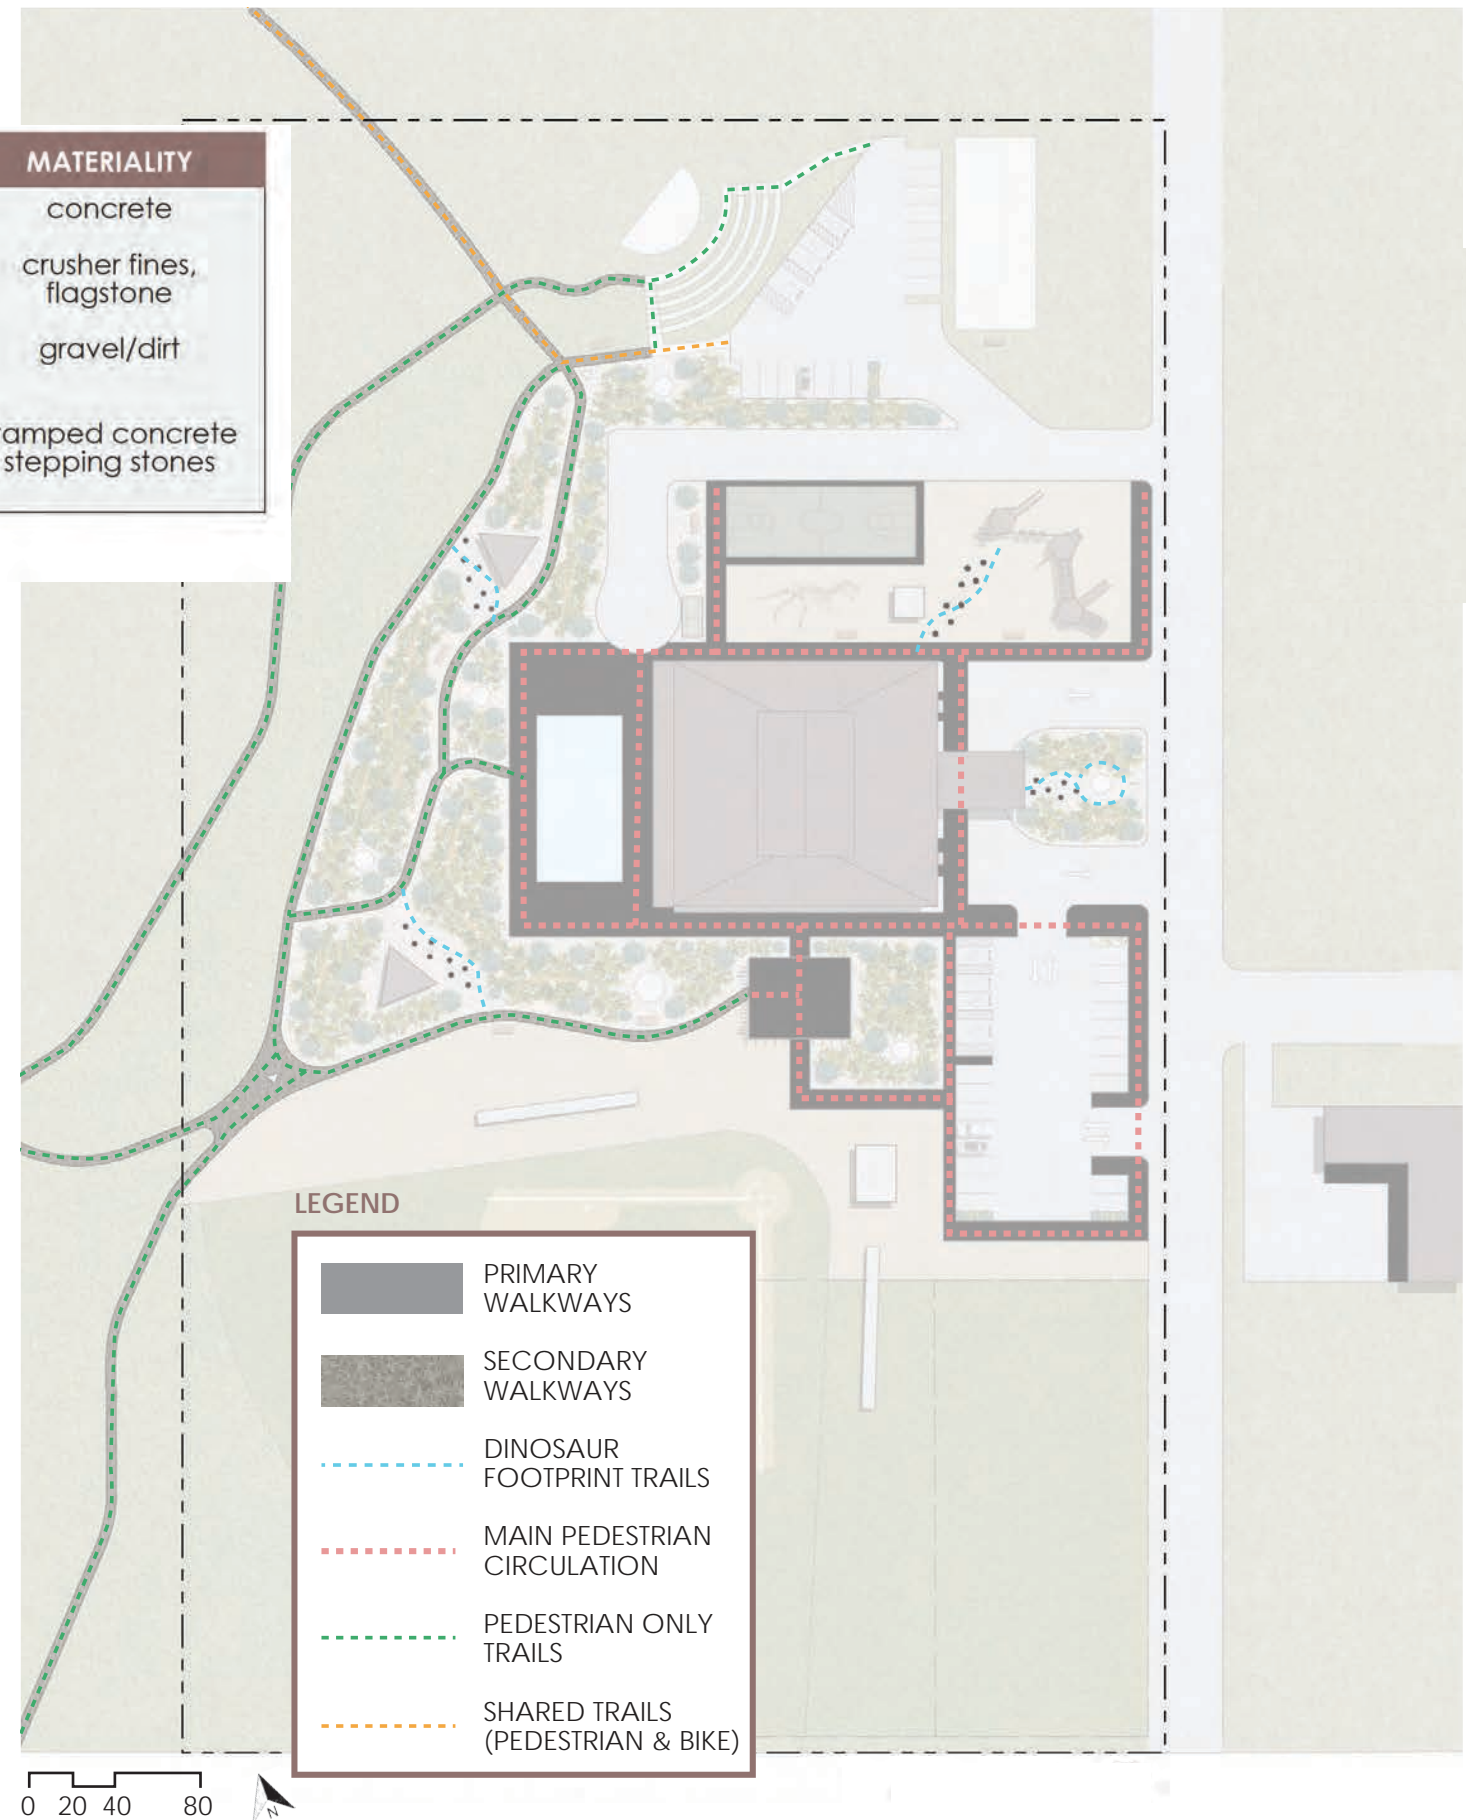 MATERIALITY
concrete
crusher fines,
flagstone
gravel/dirt
concrete
stepping stones
LEGEND
PRIMARY
WALKWAYS
SECONDARY
WALKWAYS
DINOSAUR
FOOTPRINT TRAILS
MAIN PEDESTRIAN
CIRCULATION
PEDESTRIAN ONLY
TRAILS
SHARED TRAILS
(PEDESTRIAN & BIKE)
0 20 40 80
N